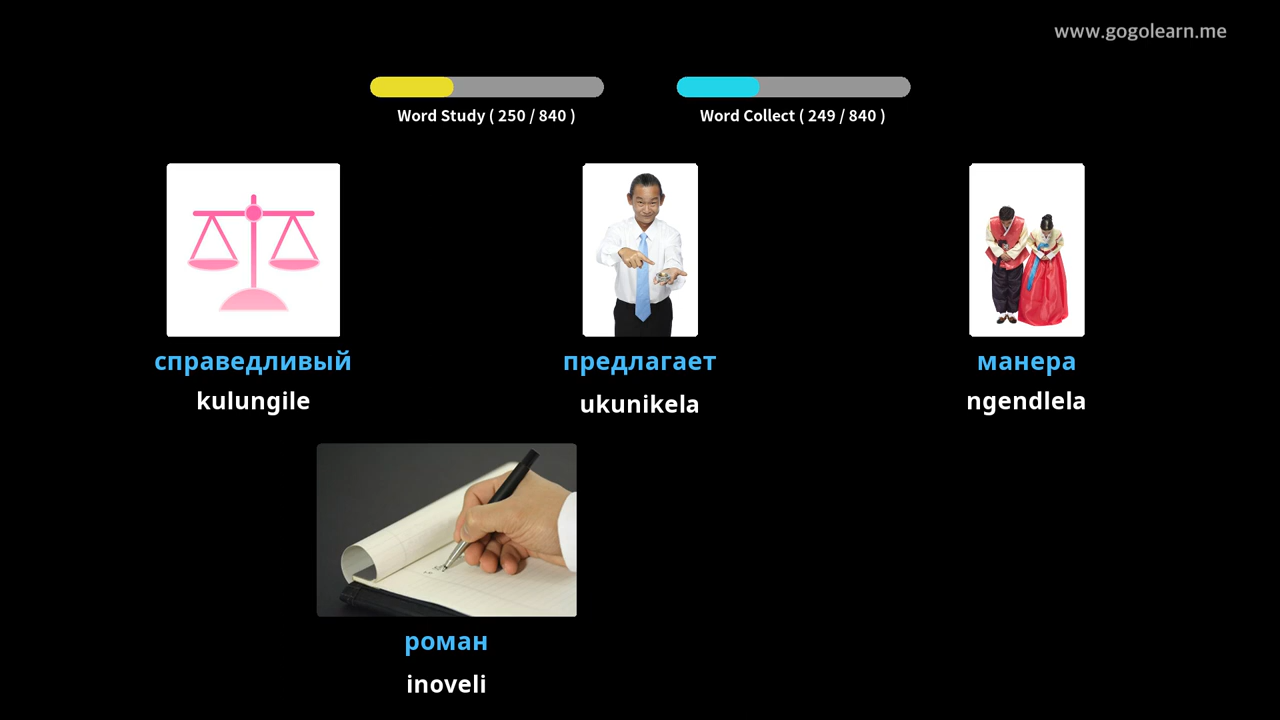 www.gogolearn.me
Word Study ( 250 / 840 )
Word Collect ( 249 / 840 )
справедливый
предлагает
манера
kulungile
ukunikela
ngendlela
роман
inoveli